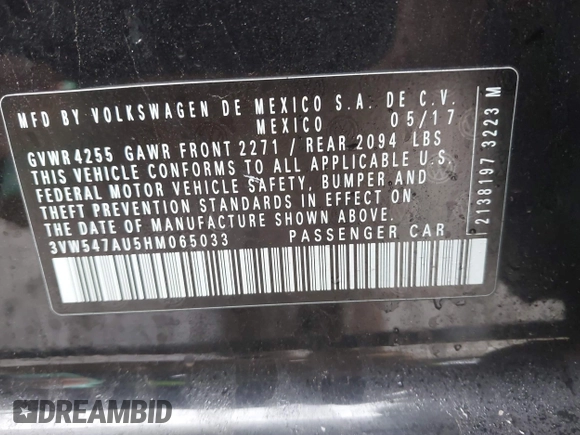 MFD BY VOLKSWAGEN DE MEXICO S.A. DE C.V.
MEXICO 05/17
GVWR4255 GAWR FRONT 2271 / REAR 2094 LBS
THIS VEHICLE CONFORMS TO ALL APPLICABLE U.S.
FEDERAL MOTOR VEHICLE SAFETY, BUMPER AND
THEFT PREVENTION STANDARDS IN EFFECT ON
THE DATE OF MANUFACTURE SHOWN ABOVE.
3VW547AU5HM065033 PASSENGER CAR
2138197 3223 M
DREAMBID